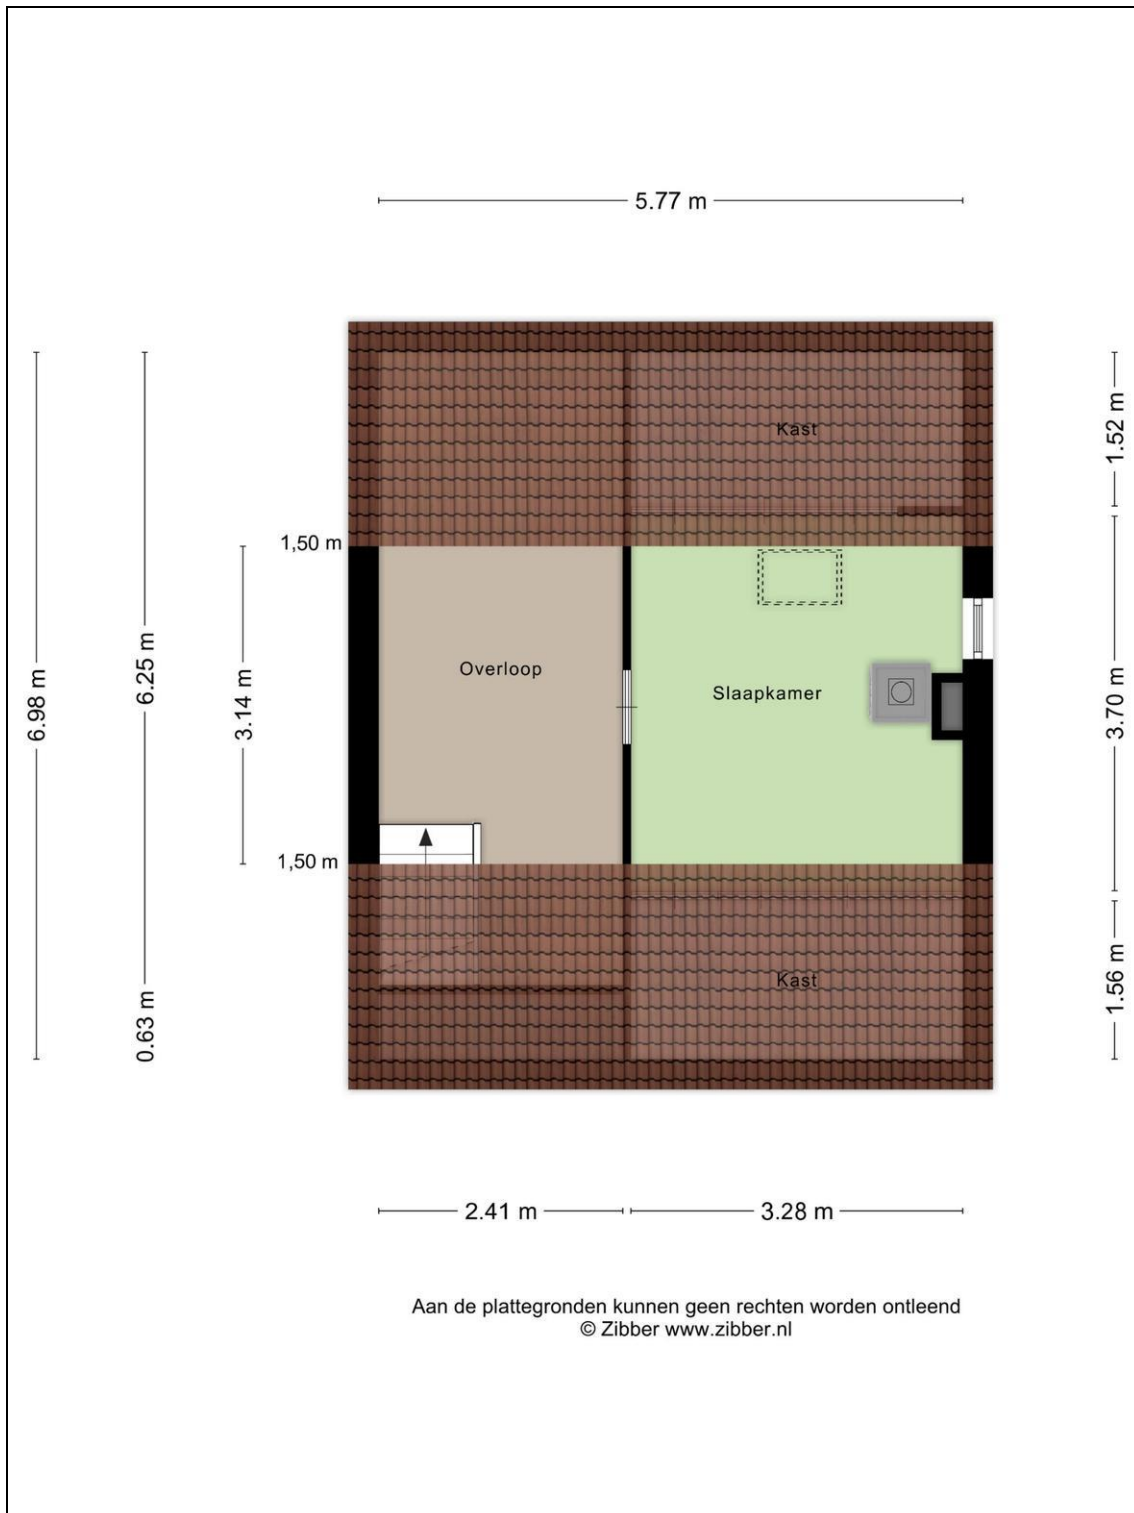 5.77 m
Kast
1.52 m
1,50 m
Overloop
Slaapkamer
6.98 m
6.25 m
3.14 m
3.70 m
1,50 m
Kast
0.63 m
1.56 m
2.41 m
3.28 m
Aan de plattegronden kunnen geen rechten worden ontleend
© Zibber www.zibber.nl